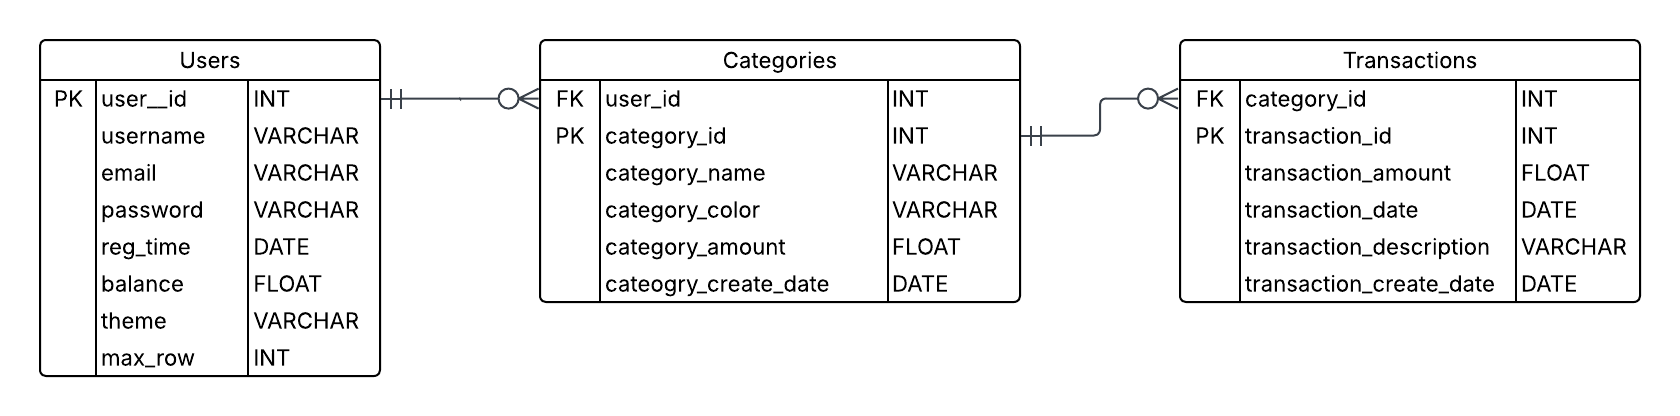 Users
PK user__id INT
username VARCHAR
email VARCHAR
password VARCHAR
reg_time DATE
balance FLOAT
theme VARCHAR
max_row INT
Categories
FK user_id INT
PK category_id INT
category_name VARCHAR
category_color VARCHAR
category_amount FLOAT
cateogry_create_date DATE
Transactions
FK category_id INT
PK transaction_id INT
transaction_amount FLOAT
transaction_date DATE
transaction_description VARCHAR
transaction_create_date DATE